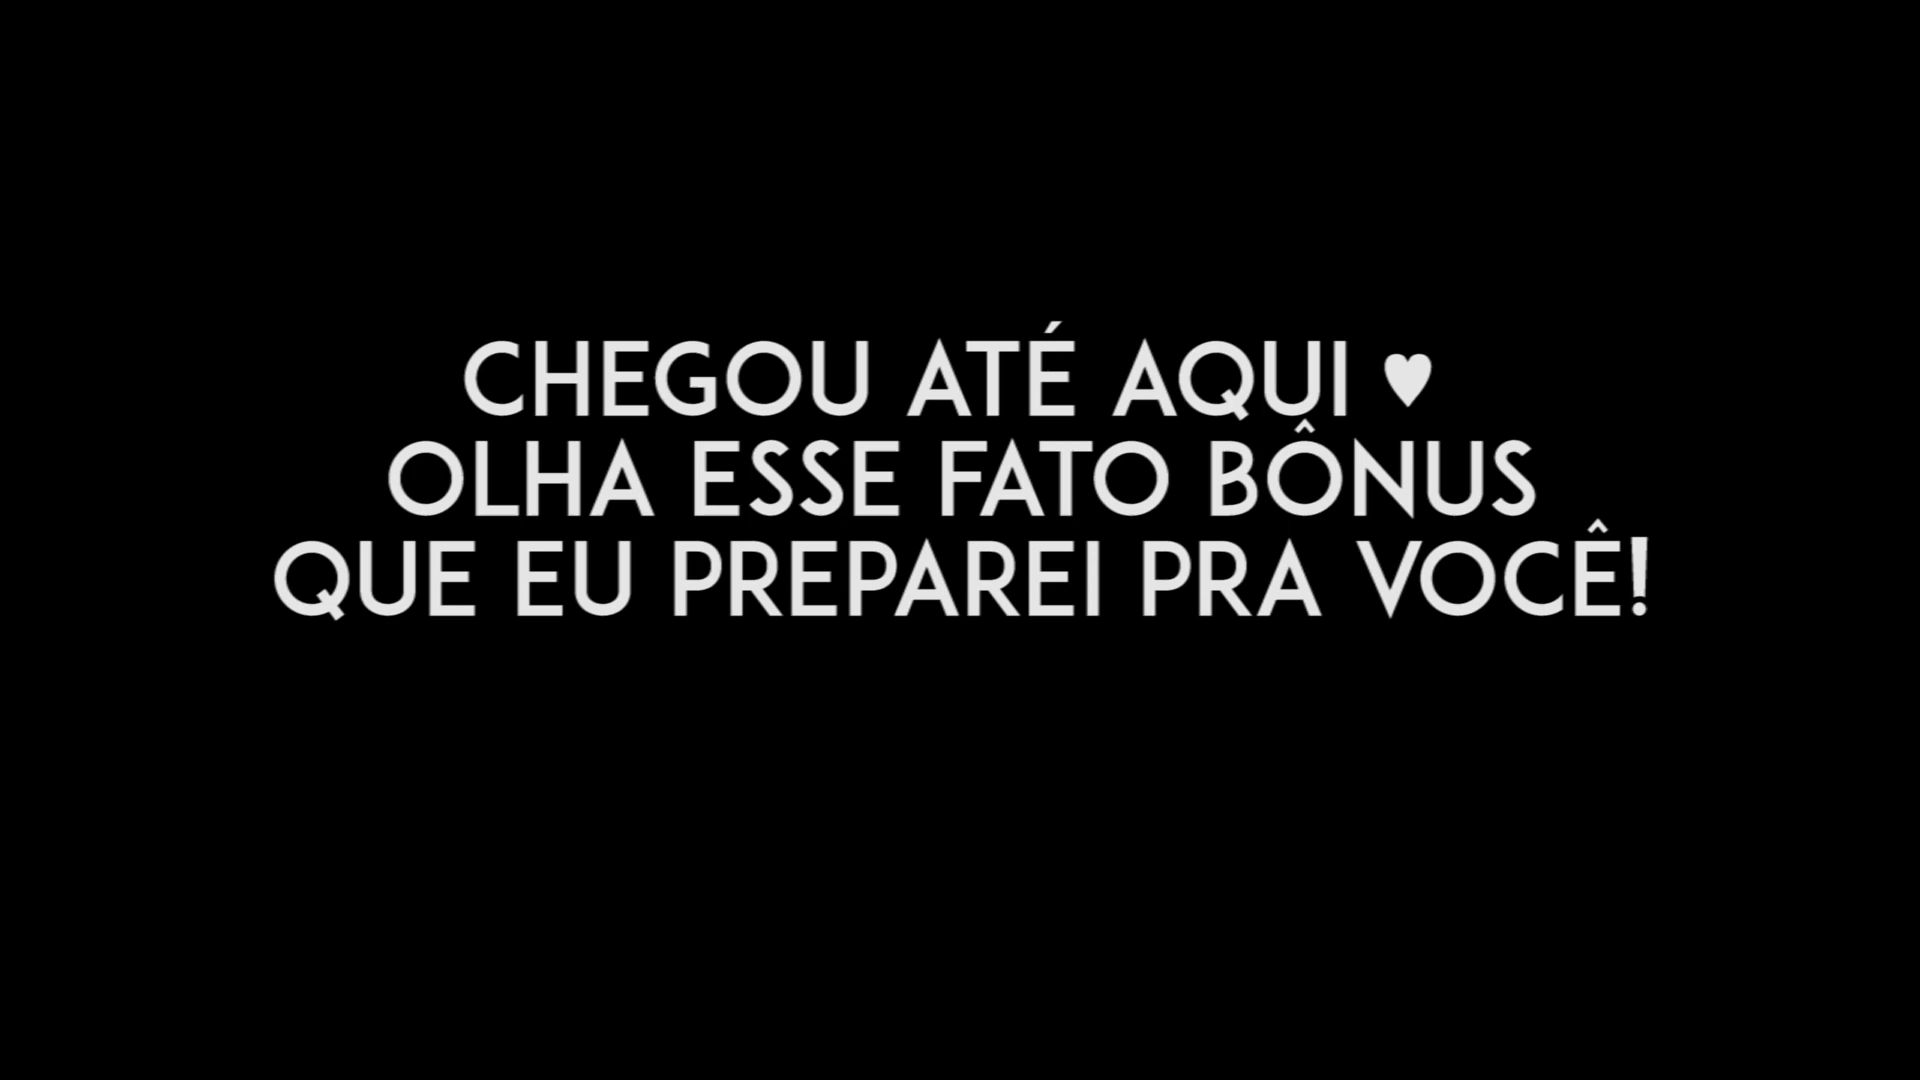 CHEGOU ATÉ AQUI ♥
OLHA ESSE FATO BÔNUS
QUE EU PREPAREI PRA VOCÊ!